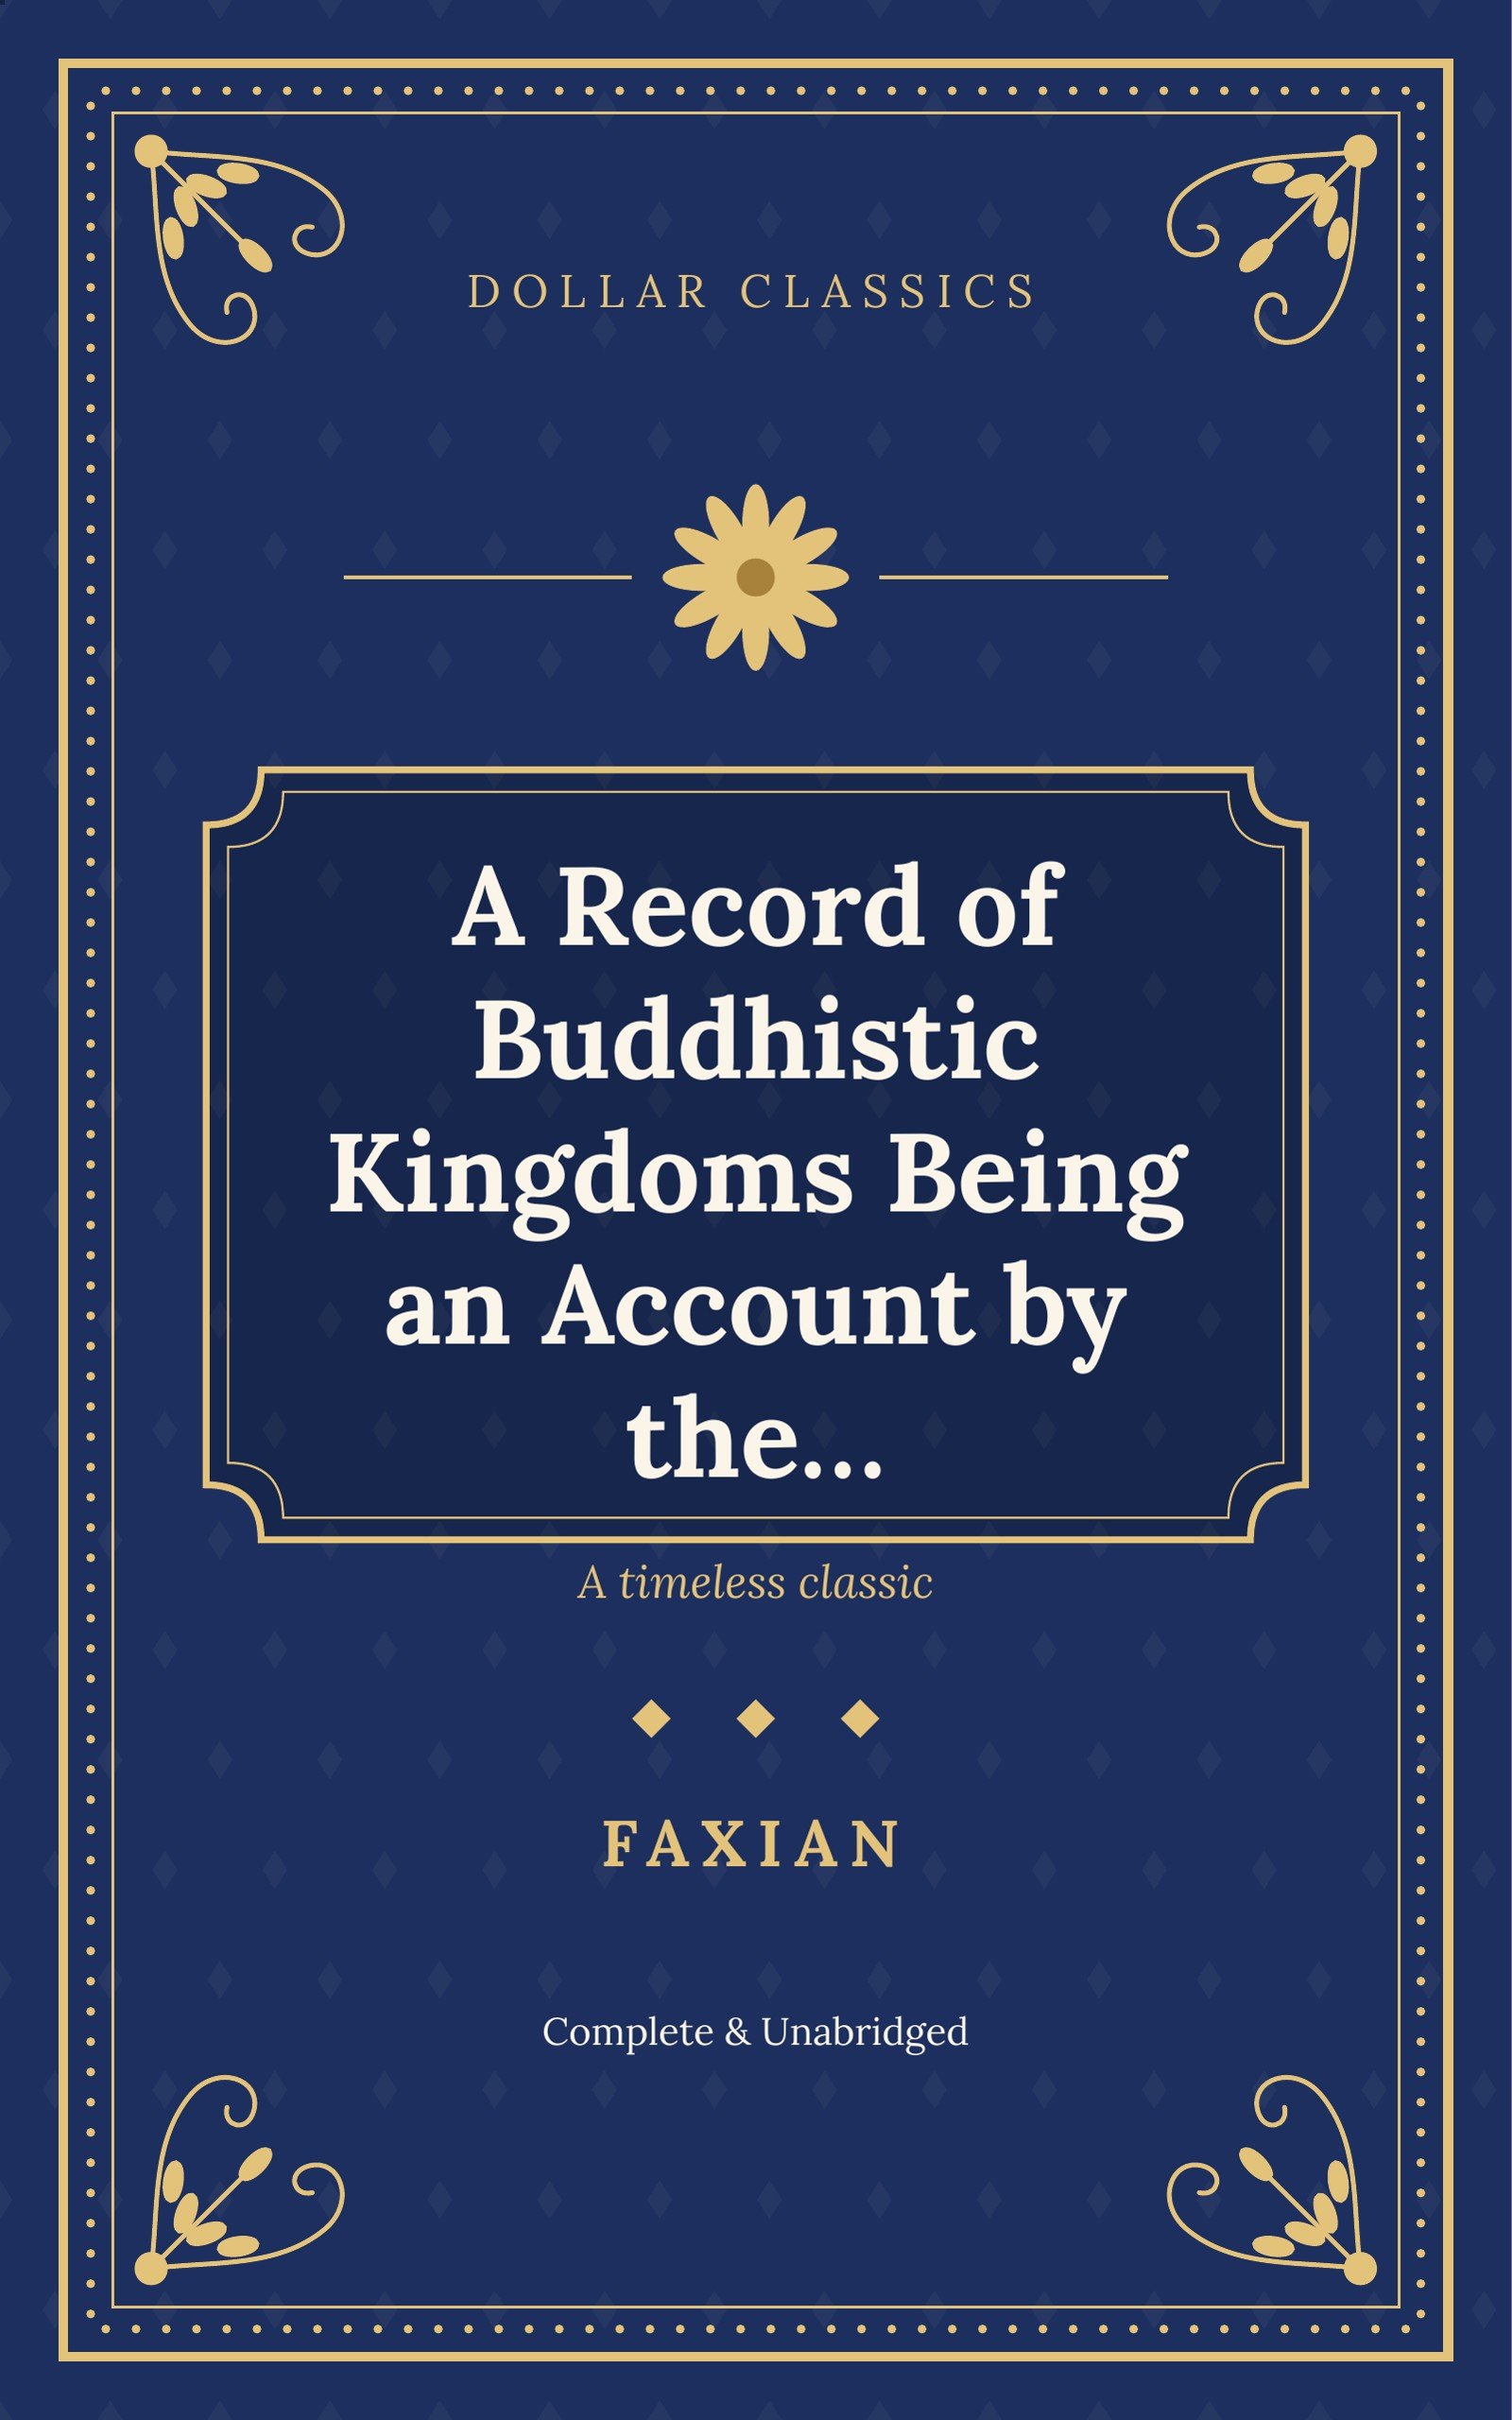 DOLLAR CLASSICS
A Record of
Buddhistic
Kingdoms Being
an Account by
the...
A timeless classic
FAXIAN
Complete & Unabridged